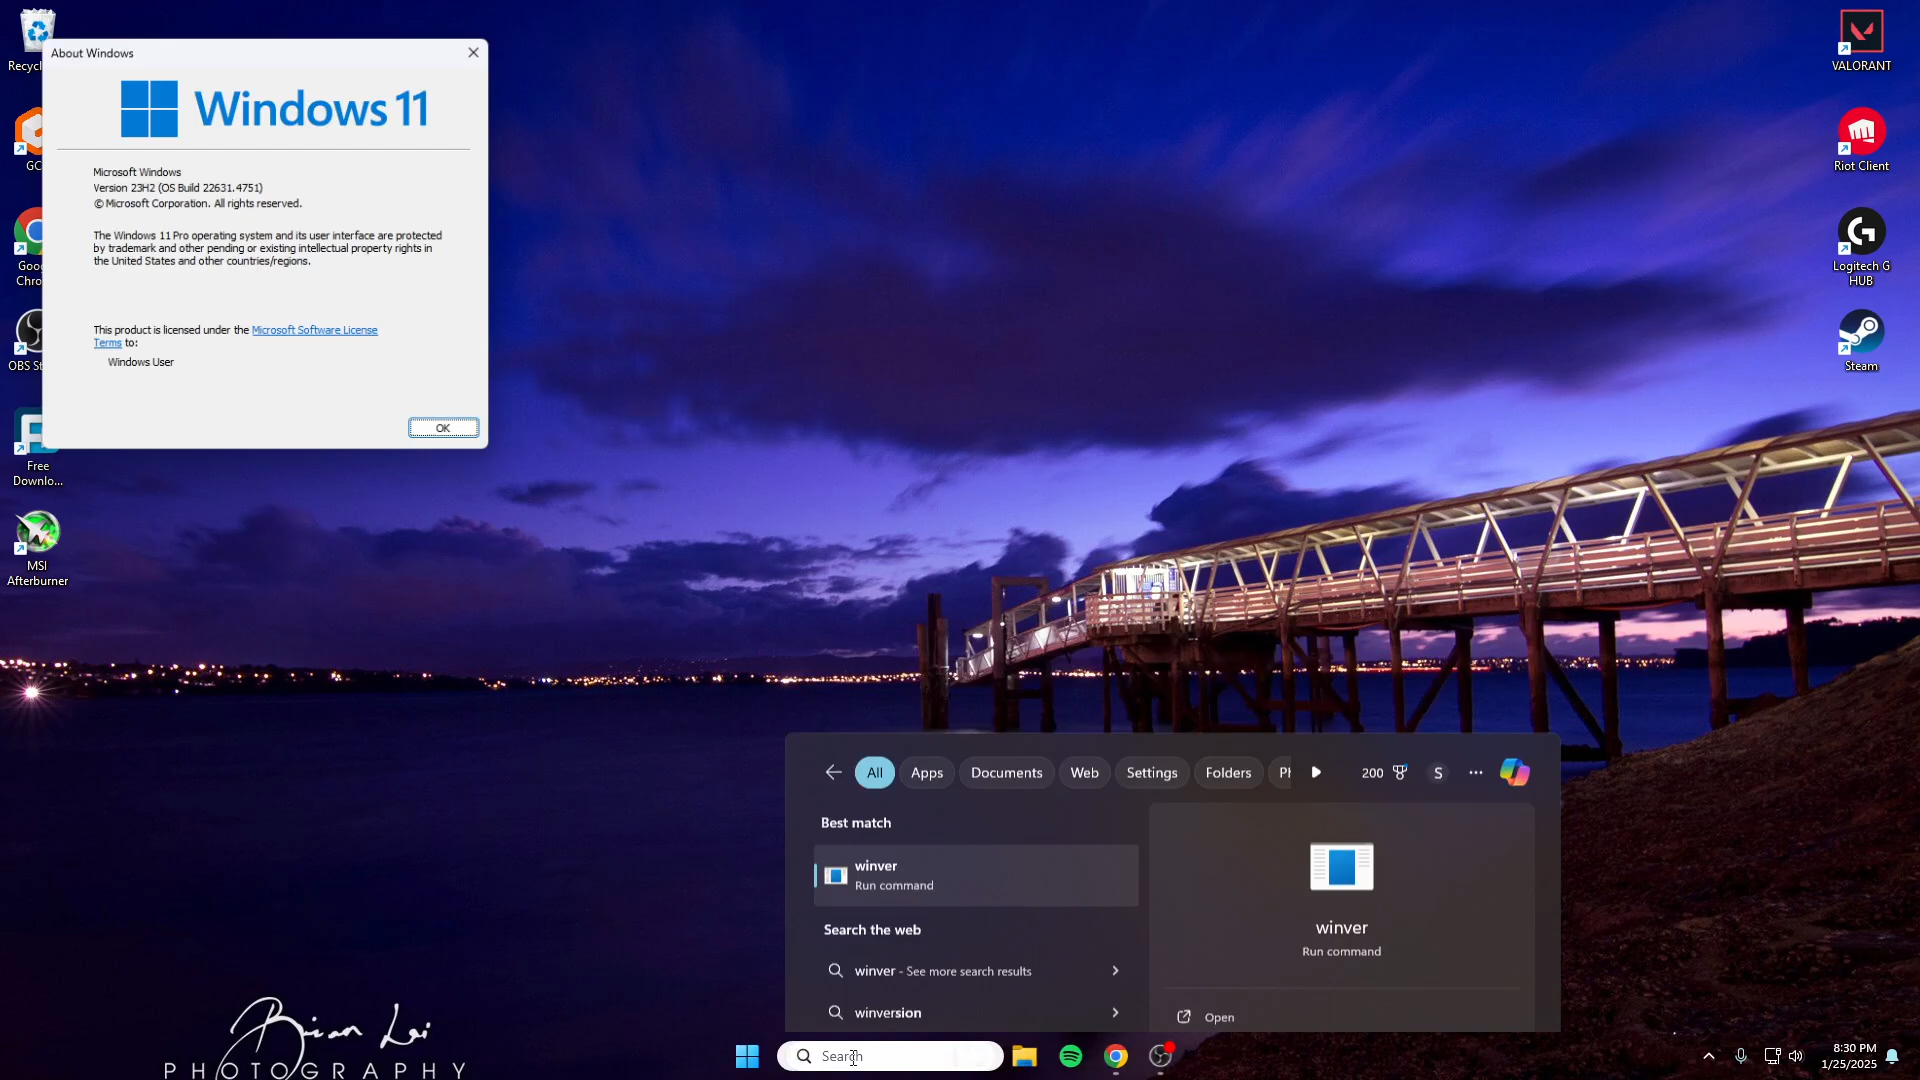 Recyc
GC
Goo
Chro
OBS St
Free
Downlo...
MSI
Afterburner
About Windows
Windows 11
Microsoft Windows
Version 23H2 (OS Build 22631.4751)
© Microsoft Corporation. All rights reserved.
The Windows 11 Pro operating system and its user interface are protected
by trademark and other pending or existing intellectual property rights in
the United States and other countries/regions.
This product is licensed under the Microsoft Software License
Terms to:
Windows User
OK
VALORANT
Riot Client
Logitech G
HUB
Steam
All Apps Documents Web Settings Folders Ph 200 S ...
Best match
winver
Run command
Search the web
winver - See more search results
winversion
winver
Run command
Open
Brian Lai
PHOTOGRAPHY
Search
8:30 PM
1/25/2025